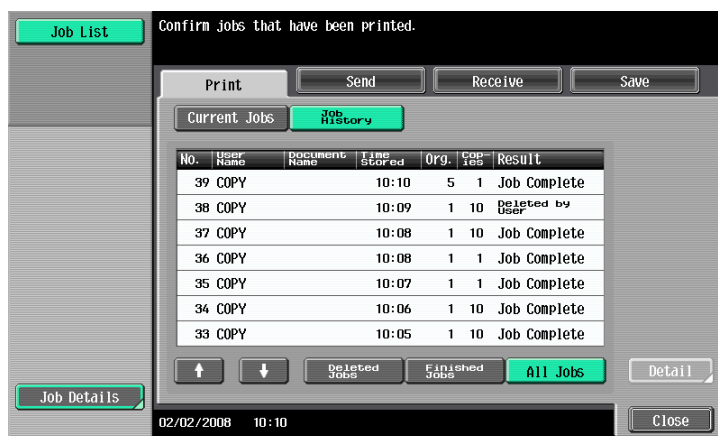 Job List
Confirm jobs that have been printed.
Print Send Receive Save
Current Jobs Job History
No. User Name Document Name Time Stored Org. Cop-ies Result
39 COPY 10:10 5 1 Job Complete
38 COPY 10:09 1 10 Deleted by User
37 COPY 10:08 1 10 Job Complete
36 COPY 10:08 1 1 Job Complete
35 COPY 10:07 1 1 Job Complete
34 COPY 10:06 1 10 Job Complete
33 COPY 10:05 1 10 Job Complete
Deleted Jobs Finished Jobs All Jobs Detail
Job Details
02/02/2008 10:10 Close